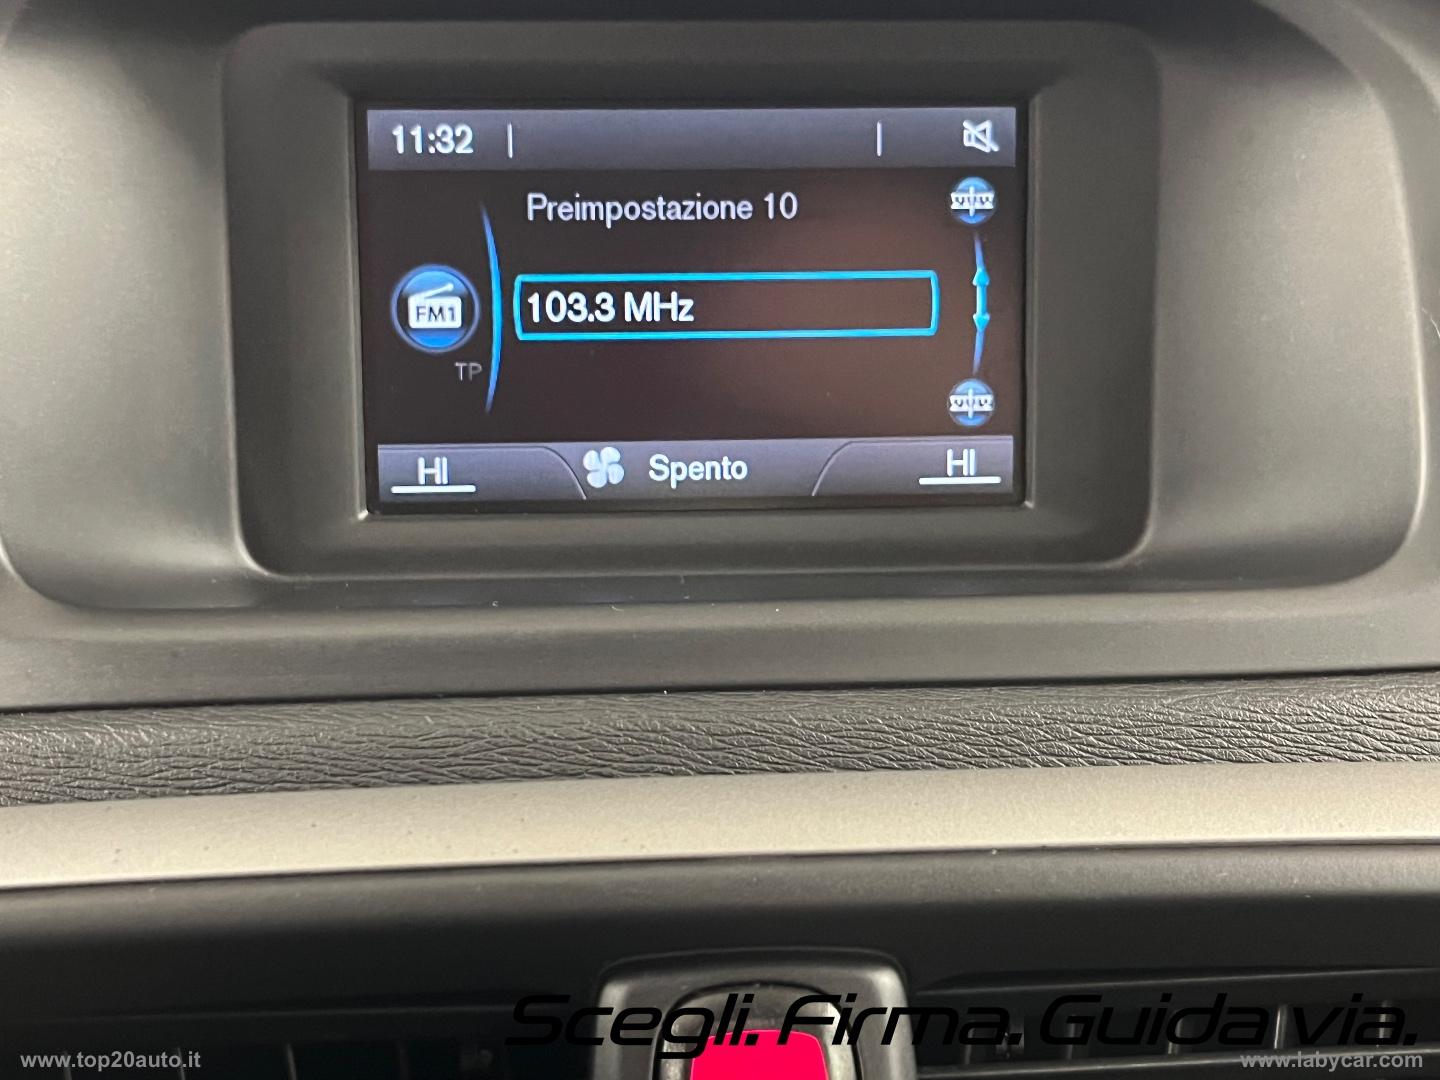 11:32
Preimpostazione 10
FM1
103.3 MHz
TP
HI
Spento
HI
Scegli. Firma. Guida via.
www.top20auto.it
www.labycar.com